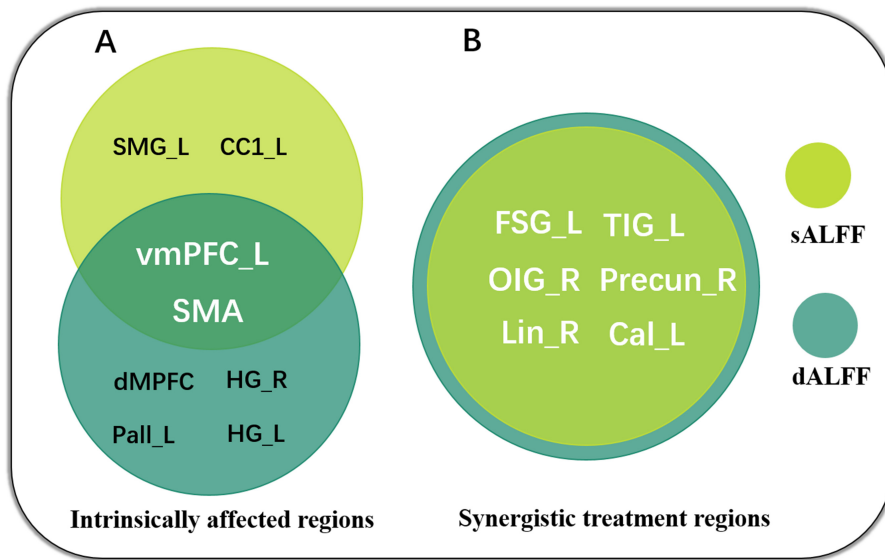 A
SMG_L CC1_L
vmPFC_L
SMA
dMPFC HG_R
Pall_L HG_L
Intrinsically affected regions
B
FSG_L TIG_L
OIG_R Precun_R
Lin_R Cal_L
Synergistic treatment regions
sALFF
dALFF